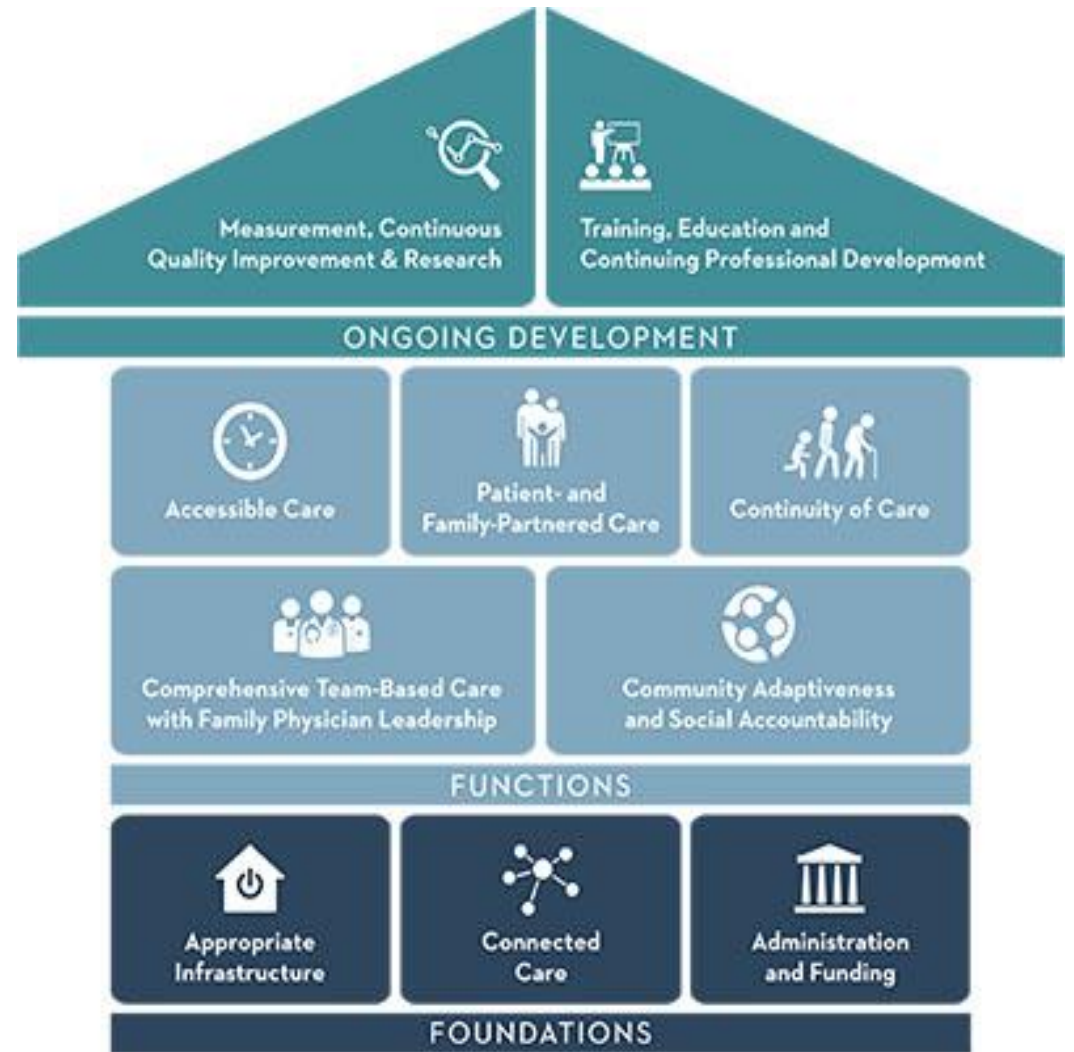 Measurement, Continuous
Quality Improvement & Research
Training, Education and
Continuing Professional Development
ONGOING DEVELOPMENT
Accessible Care
Patient- and
Family-Partnered Care
Continuity of Care
Comprehensive Team-Based Care
with Family Physician Leadership
Community Adaptiveness
and Social Accountability
FUNCTIONS
Appropriate
Infrastructure
Connected
Care
Administration
and Funding
FOUNDATIONS